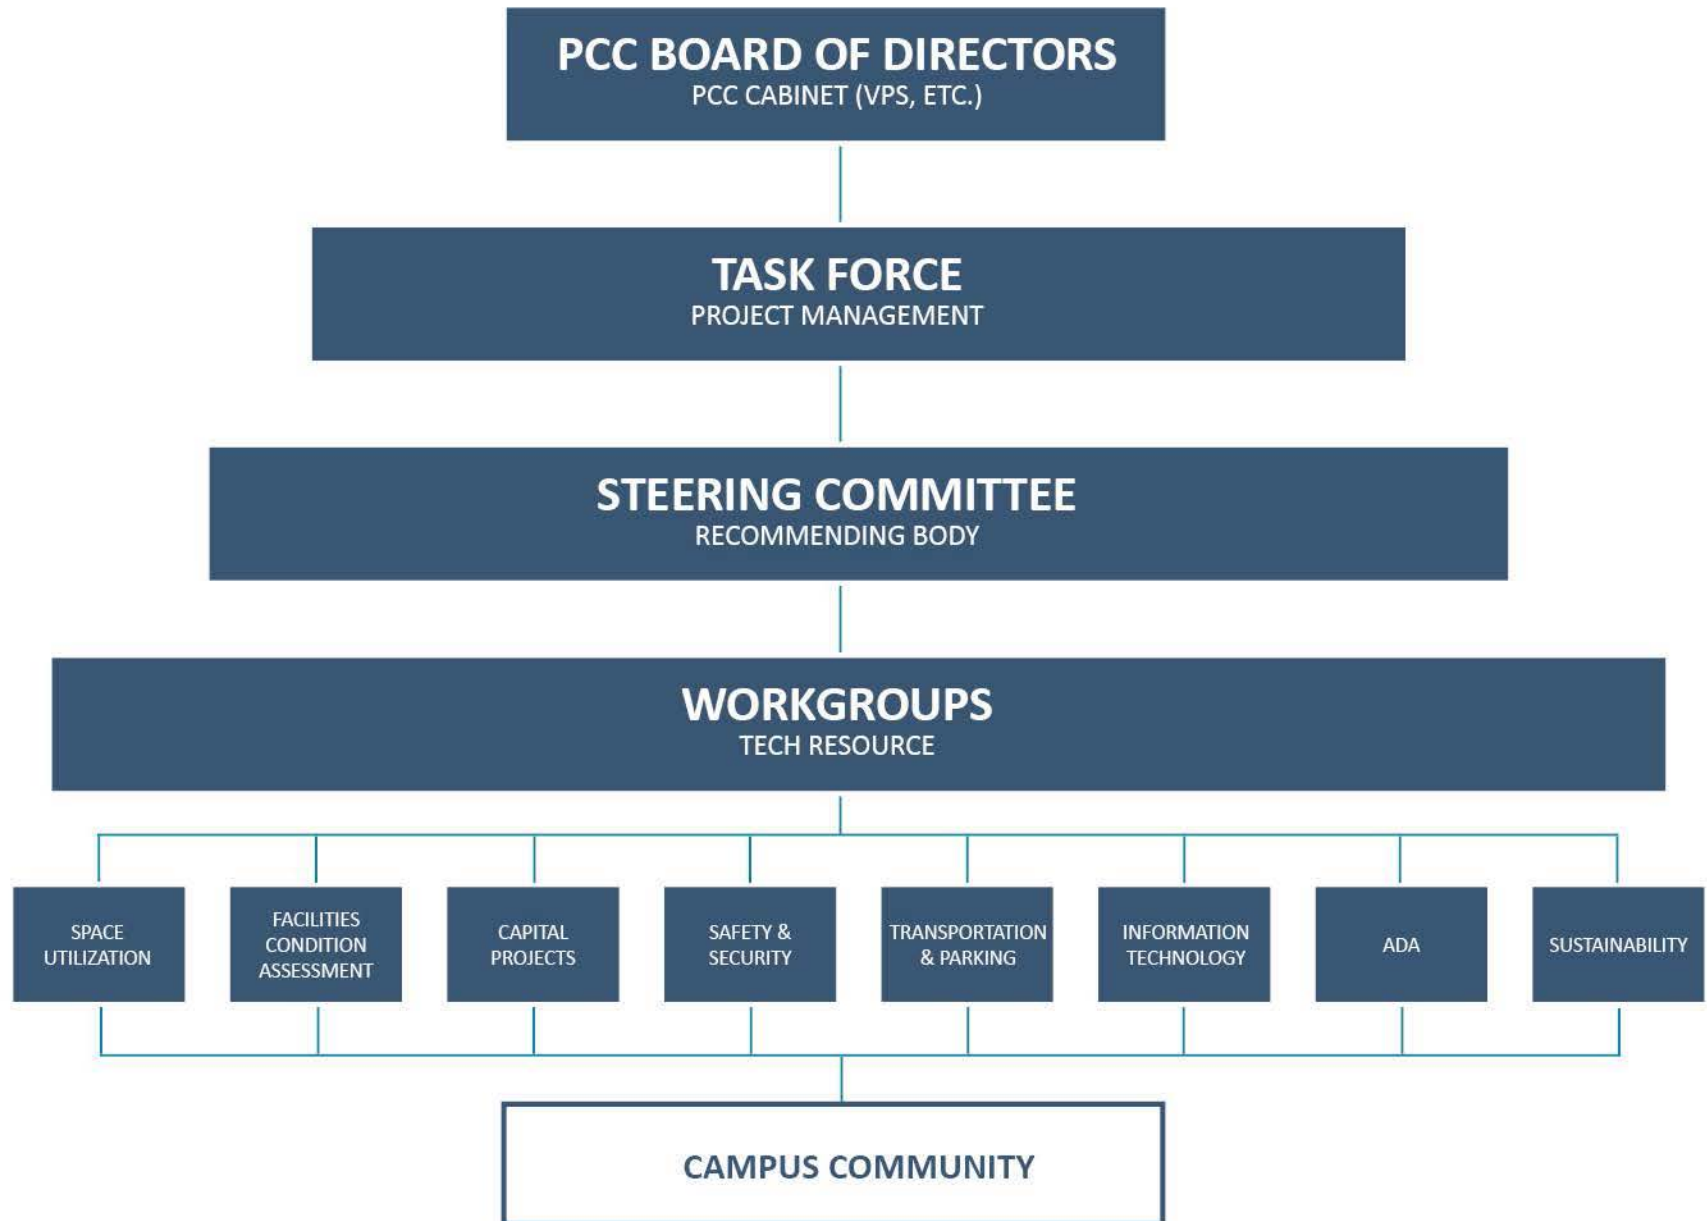 PCC BOARD OF DIRECTORS
PCC CABINET (VPS, ETC.)
TASK FORCE
PROJECT MANAGEMENT
STEERING COMMITTEE
RECOMMENDING BODY
WORKGROUPS
TECH RESOURCE
SPACE
UTILIZATION
FACILITIES
CONDITION
ASSESSMENT
CAPITAL
PROJECTS
SAFETY &
SECURITY
TRANSPORTATION
& PARKING
INFORMATION
TECHNOLOGY
ADA
SUSTAINABILITY
CAMPUS COMMUNITY